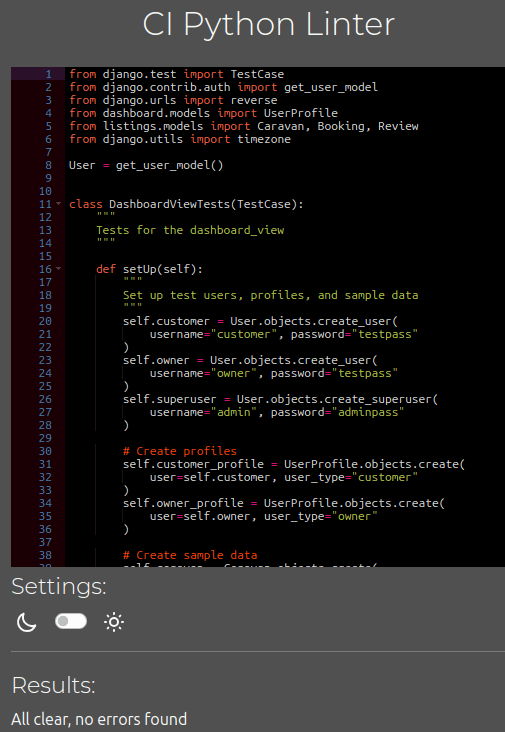 CI Python Linter
1 from django.test import TestCase
2 from django.contrib.auth import get_user_model
3 from django.urls import reverse
4 from dashboard.models import UserProfile
5 from listings.models import Caravan, Booking, Review
6 from django.utils import timezone
7
8 User = get_user_model()
9
10
11 class DashboardViewTests(TestCase):
12     """
13     Tests for the dashboard_view
14     """
15
16     def setUp(self):
17         """
18         Set up test users, profiles, and sample data
19         """
20         self.customer = User.objects.create_user(
21             username="customer", password="testpass"
22         )
23         self.owner = User.objects.create_user(
24             username="owner", password="testpass"
25         )
26         self.superuser = User.objects.create_superuser(
27             username="admin", password="adminpass"
28         )
29
30         # Create profiles
31         self.customer_profile = UserProfile.objects.create(
32             user=self.customer, user_type="customer"
33         )
34         self.owner_profile = UserProfile.objects.create(
35             user=self.owner, user_type="owner"
36         )
37
38         # Create sample data
39         self.caravan = Caravan.objects.create(
Settings:
Results:
All clear, no errors found